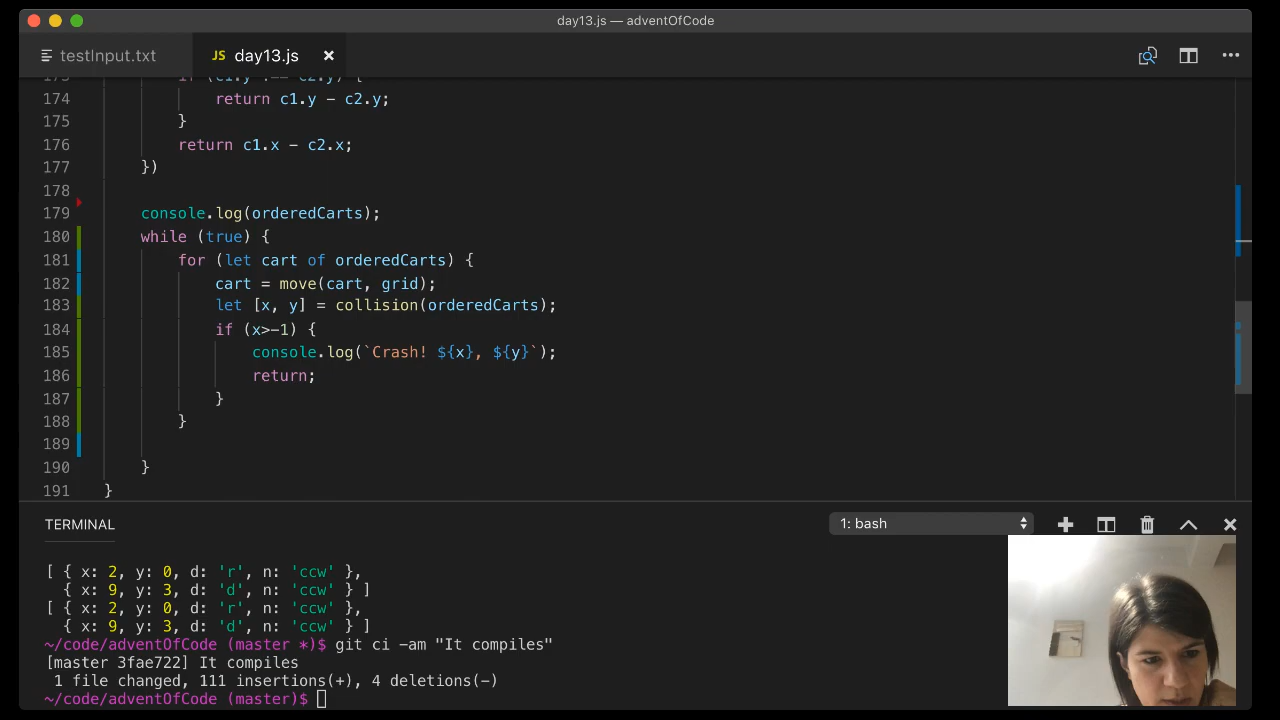 day13.js — adventOfCode
testInput.txt
JS day13.js
173 if (c1.y !== c2.y) {
174 return c1.y - c2.y;
175 }
176 return c1.x - c2.x;
177 })
178
179 console.log(orderedCarts);
180 while (true) {
181 for (let cart of orderedCarts) {
182 cart = move(cart, grid);
183 let [x, y] = collision(orderedCarts);
184 if (x>-1) {
185 console.log(`Crash! ${x}, ${y}`);
186 return;
187 }
188 }
189
190 }
191 }
TERMINAL
1: bash
[ { x: 2, y: 0, d: 'r', n: 'ccw' },
{ x: 9, y: 3, d: 'd', n: 'ccw' } ]
[ { x: 2, y: 0, d: 'r', n: 'ccw' },
{ x: 9, y: 3, d: 'd', n: 'ccw' } ]
~/code/adventOfCode (master *)$ git ci -am "It compiles"
[master 3fae722] It compiles
1 file changed, 111 insertions(+), 4 deletions(-)
~/code/adventOfCode (master)$